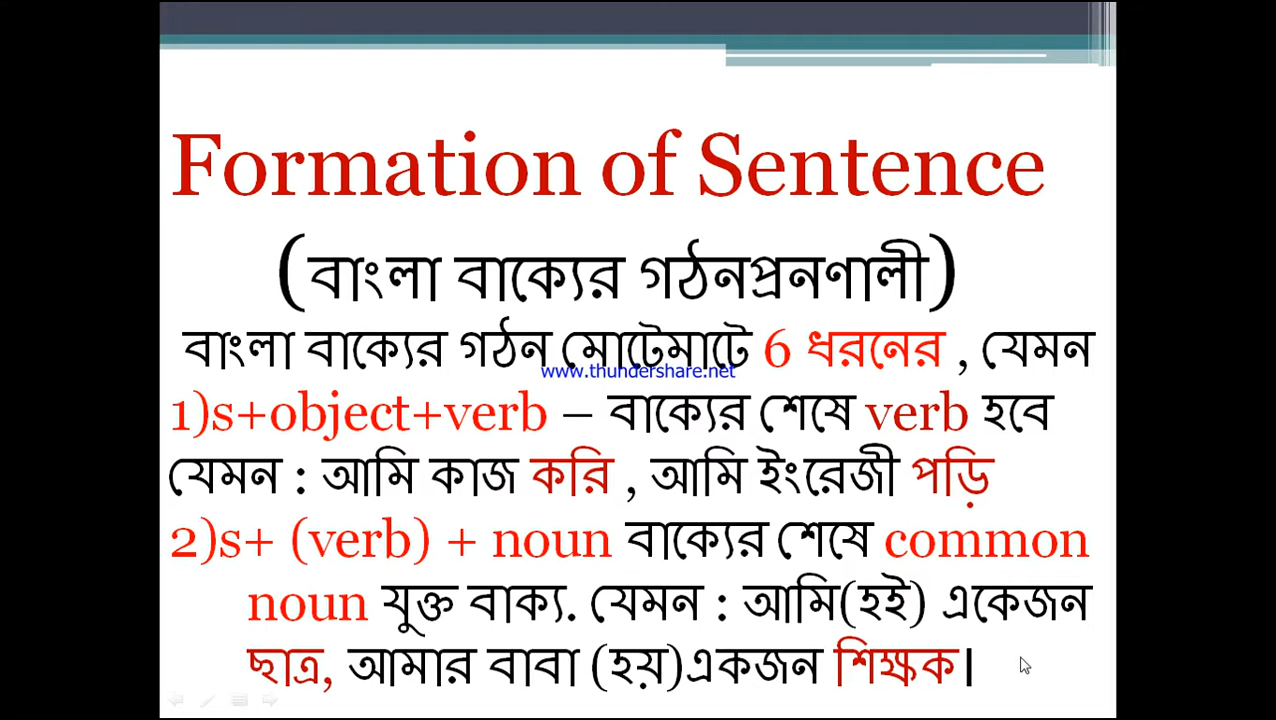 Formation of Sentence
(বাংলা বাক্যের গঠনপ্রনণালী)
বাংলা বাক্যের গঠন মোটেমাটে 6 ধরনের , যেমন
www.thundershare.net
1)s+object+verb – বাক্যের শেষে verb হবে
যেমন : আমি কাজ করি , আমি ইংরেজী পড়ি
2)s+ (verb) + noun বাক্যের শেষে common
noun যুক্ত বাক্য. যেমন : আমি(হই) একেজন
ছাত্র, আমার বাবা (হয়)একজন শিক্ষক।